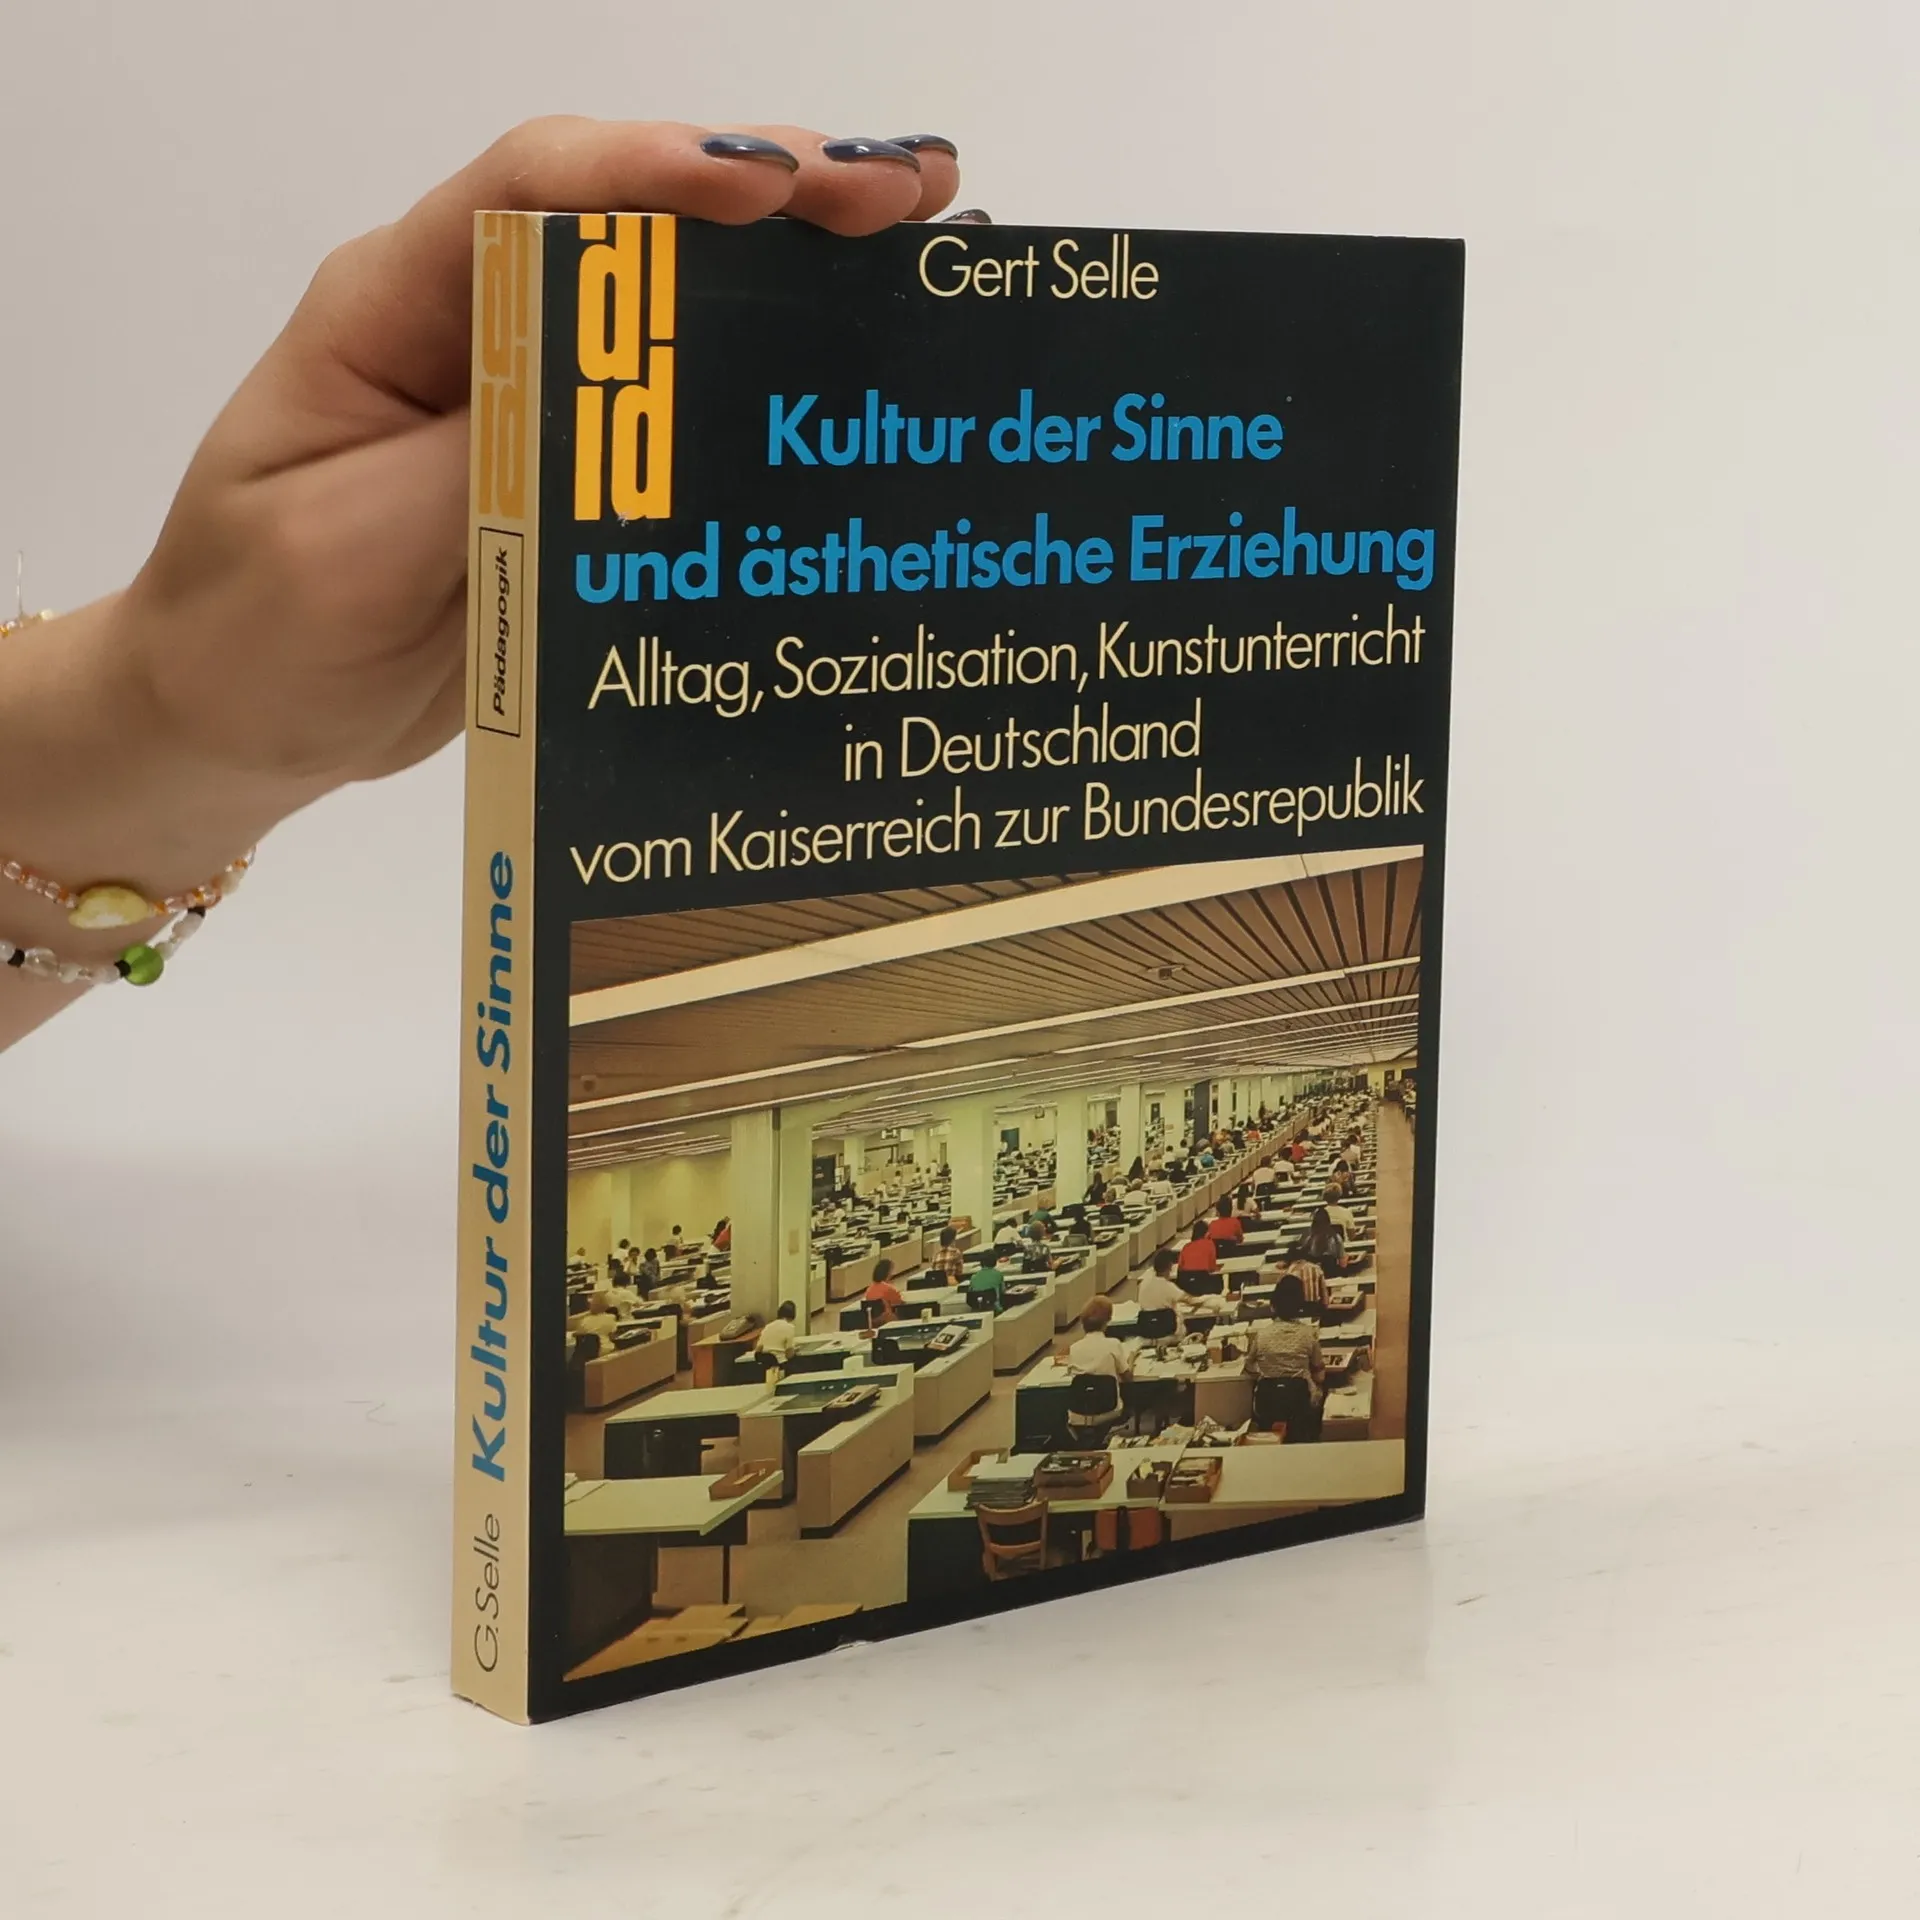 Gert Selle
Kultur der Sinne
und ästhetische Erziehung
Alltag, Sozialisation, Kunstunterricht
in Deutschland
vom Kaiserreich zur Bundesrepublik
Pädagogik
G. Selle Kultur der Sinne